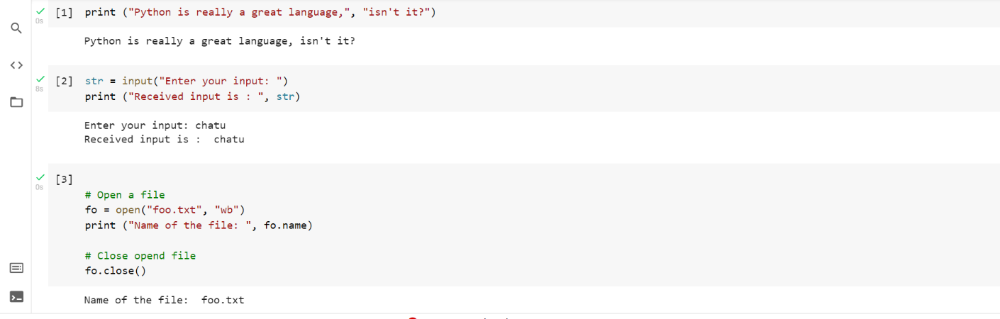 [1] print ("Python is really a great language,", "isn't it?")
0s
Python is really a great language, isn't it?
[2] str = input("Enter your input: ")
8s
print ("Received input is : ", str)
Enter your input: chatu
Received input is :  chatu
[3]
0s
# Open a file
fo = open("foo.txt", "wb")
print ("Name of the file: ", fo.name)
# Close opend file
fo.close()
Name of the file:  foo.txt